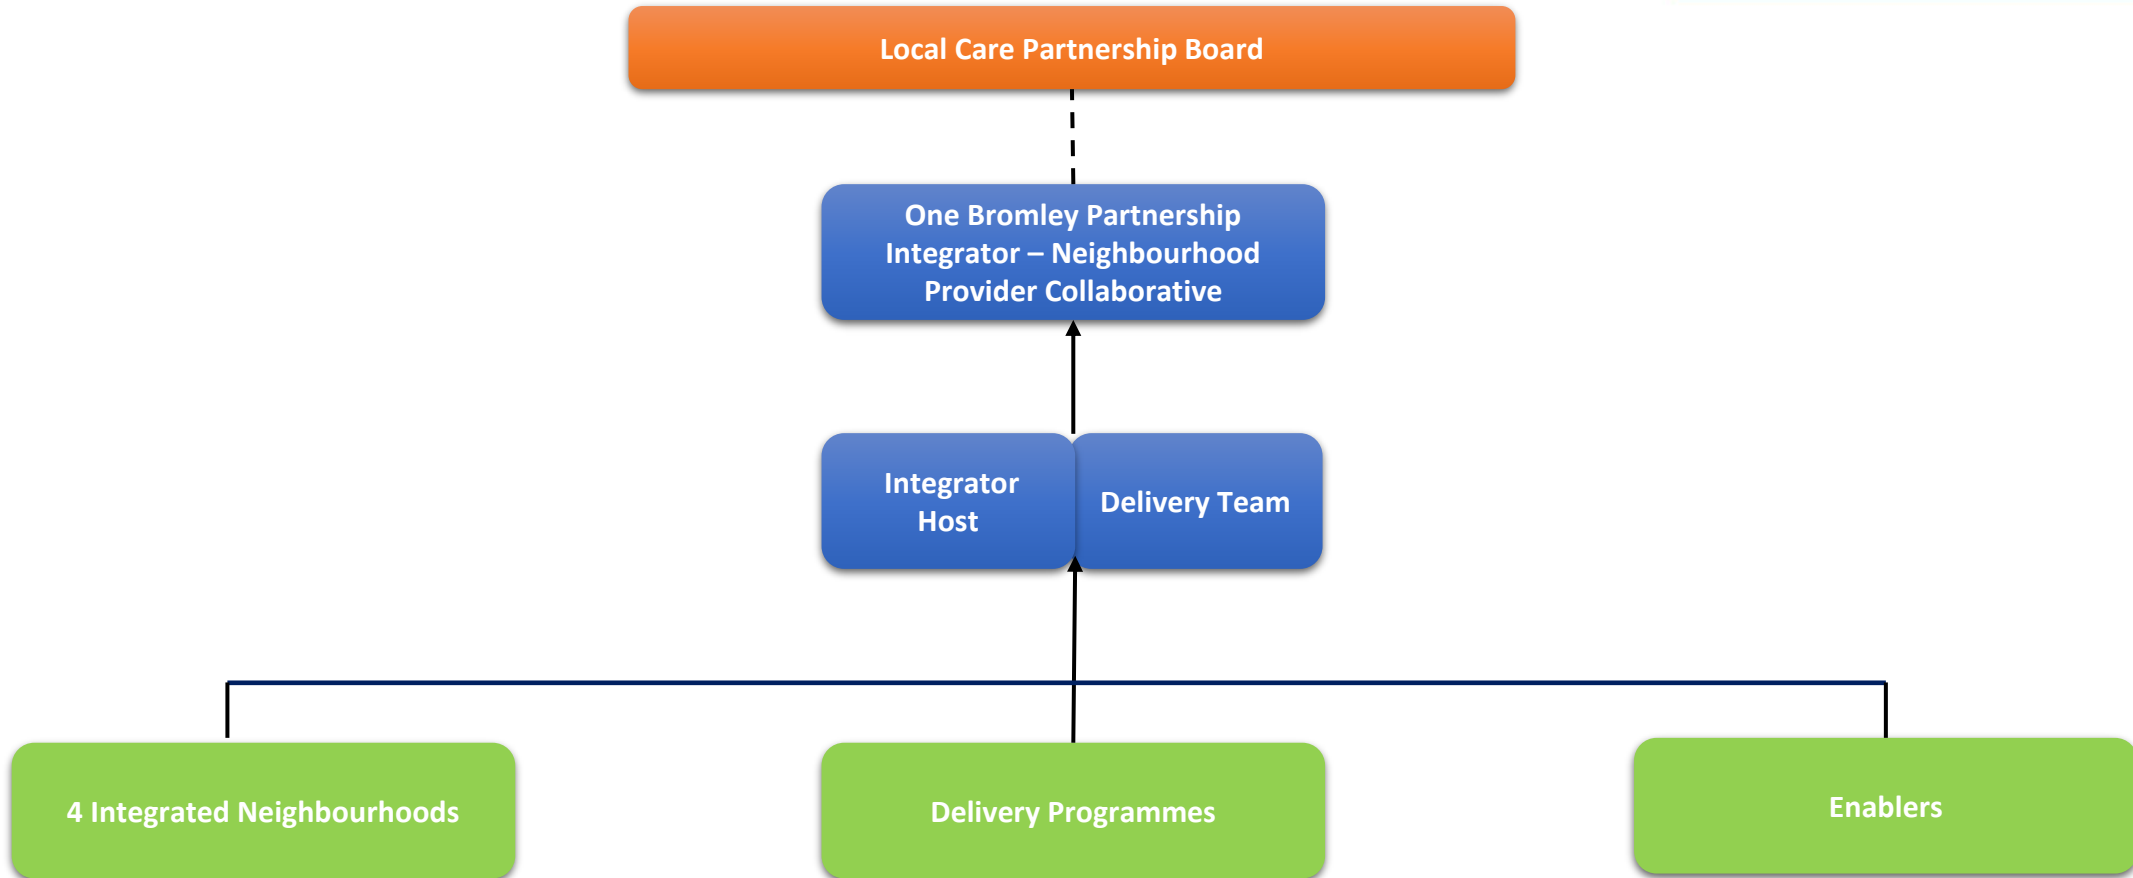 Local Care Partnership Board
One Bromley Partnership
Integrator – Neighbourhood
Provider Collaborative
Integrator
Host
Delivery Team
4 Integrated Neighbourhoods
Delivery Programmes
Enablers